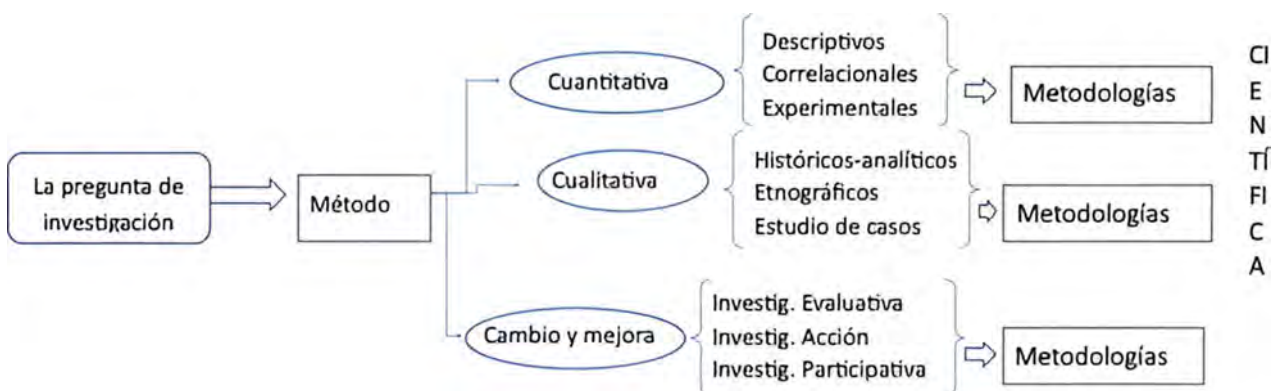 La pregunta de
investigación
Método
Cuantitativa
Descriptivos
Correlacionales
Experimentales
Metodologías
Cualitativa
Históricos-analíticos
Etnográficos
Estudio de casos
Metodologías
Cambio y mejora
Investig. Evaluativa
Investig. Acción
Investig. Participativa
Metodologías
CI
E
N
TÍ
FI
C
A